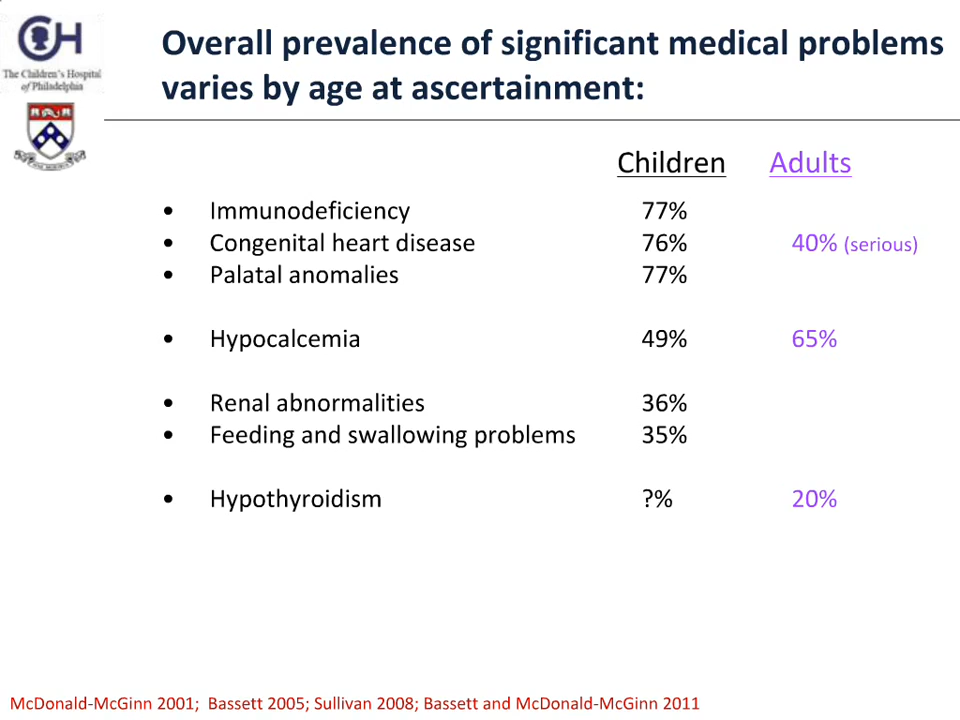 CH
The Children's Hospital
of Philadelphia
Overall prevalence of significant medical problems
varies by age at ascertainment:
Children Adults
• Immunodeficiency 77%
• Congenital heart disease 76% 40% (serious)
• Palatal anomalies 77%
• Hypocalcemia 49% 65%
• Renal abnormalities 36%
• Feeding and swallowing problems 35%
• Hypothyroidism ?% 20%
McDonald-McGinn 2001; Bassett 2005; Sullivan 2008; Bassett and McDonald-McGinn 2011